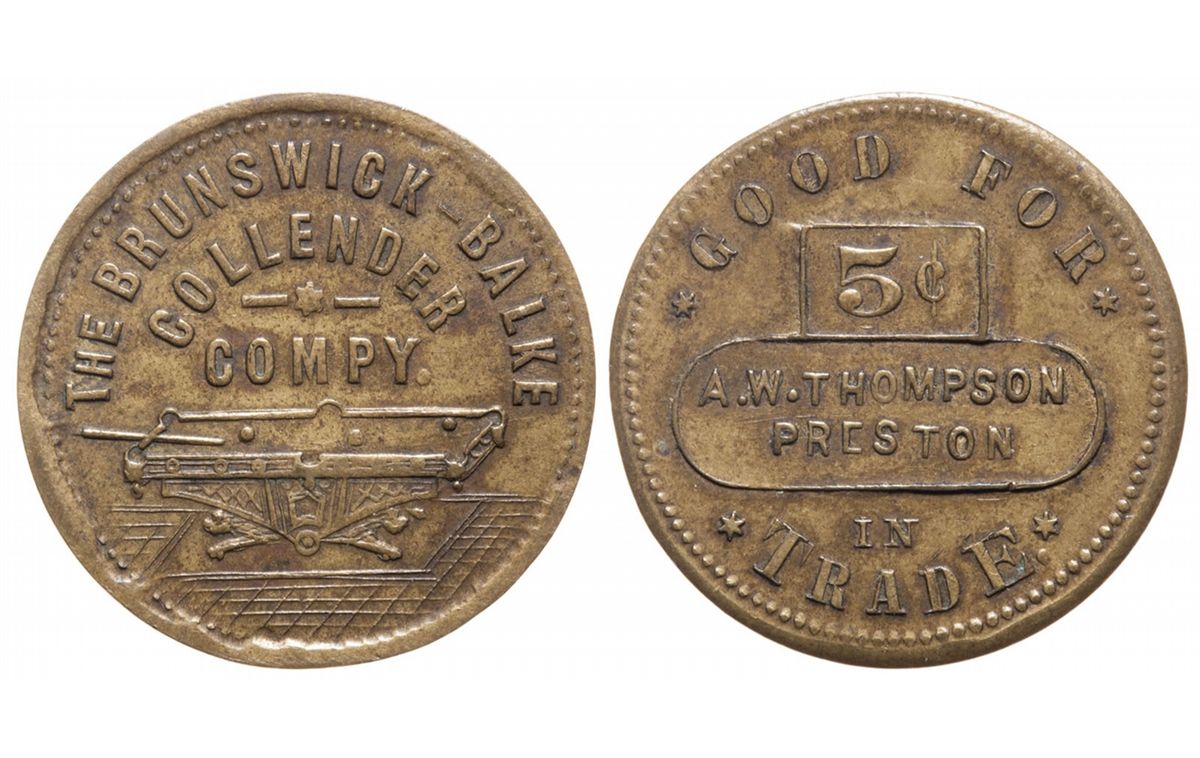 THE BRUNSWICK-BALKE
COLLENDER
COMPY.
GOOD FOR
5¢
A.W.THOMPSON
PRESTON
IN
TRADE.